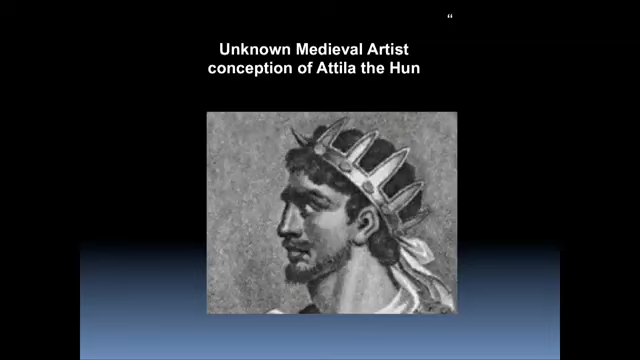 “
Unknown Medieval Artist
conception of Attila the Hun